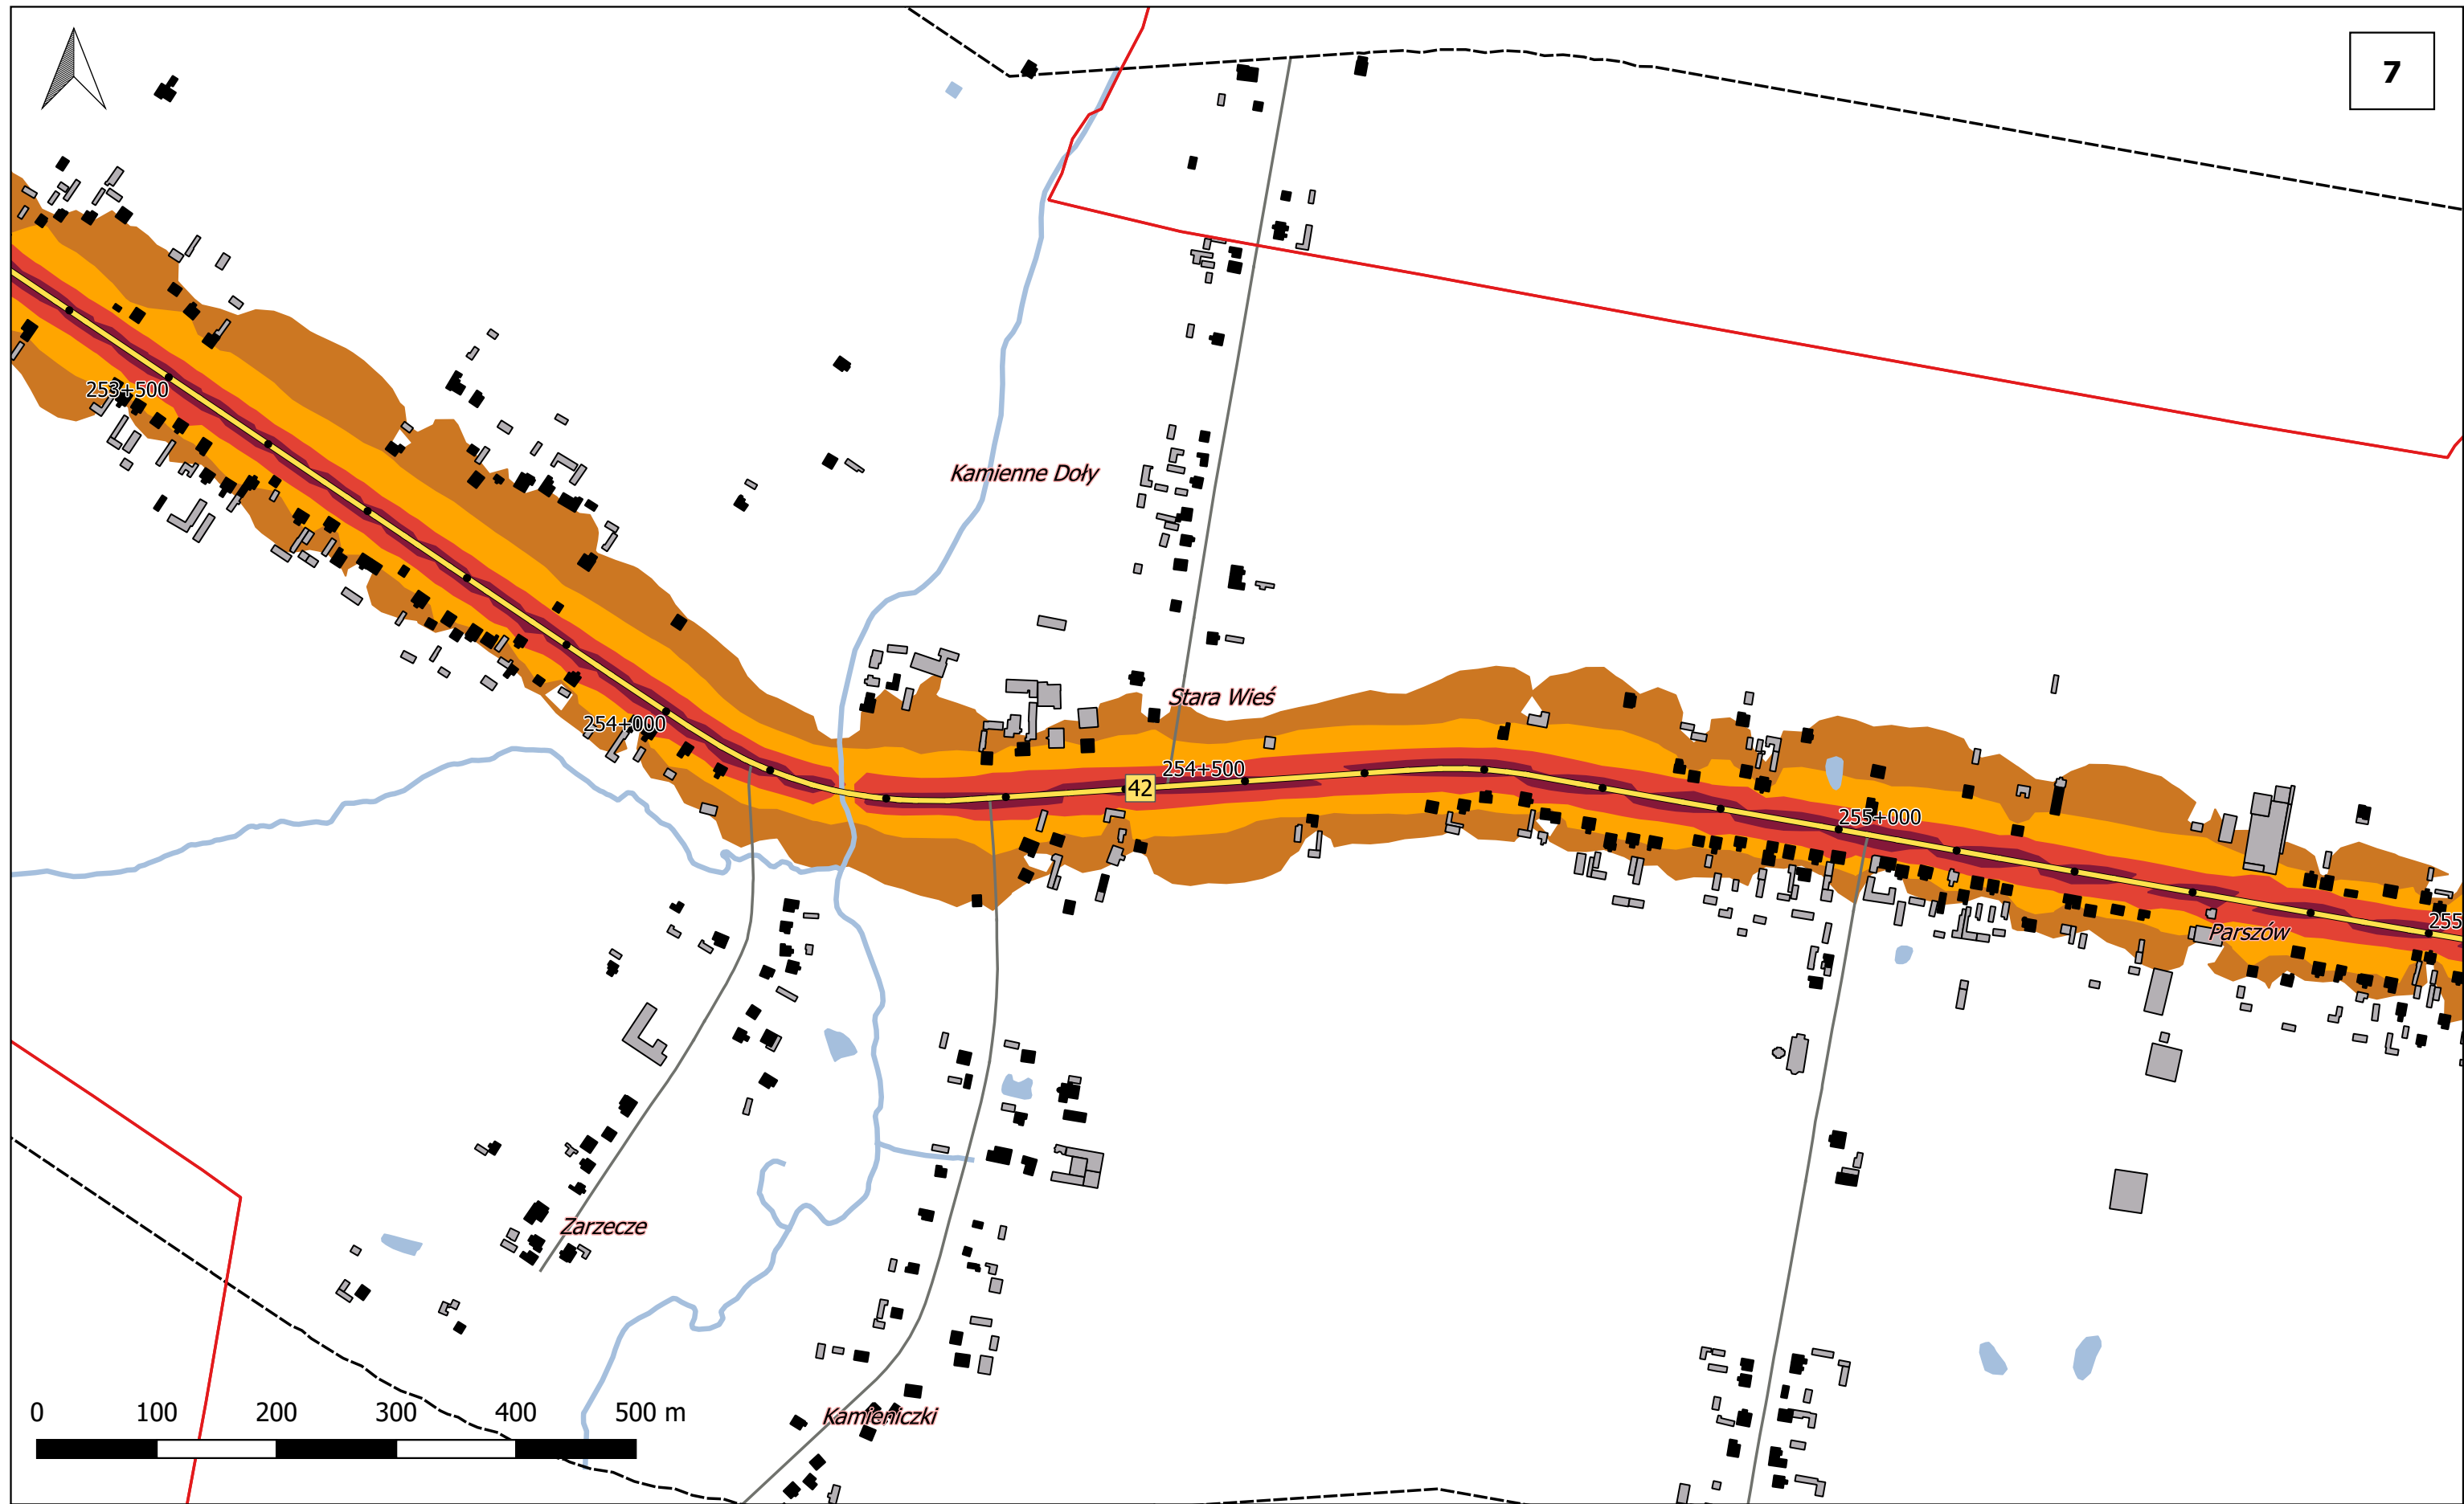 7
253+500
Kamienne Doły
Stara Wieś
254+000
254+500
42
255+000
255
Parszów
Zarzecze
Kamieniczki
0 100 200 300 400 500 m